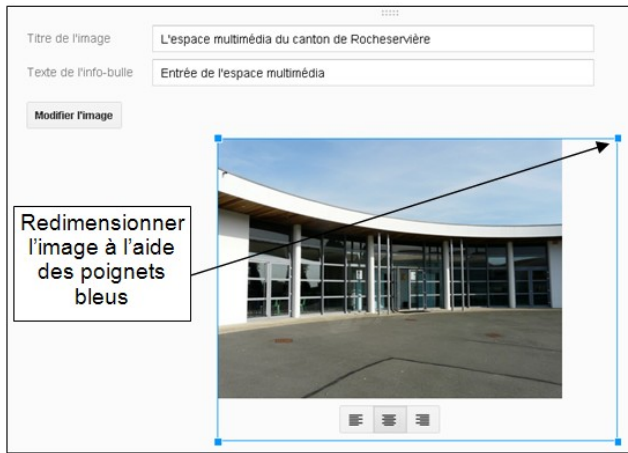 Titre de l'image
L'espace multimédia du canton de Rocheservière
Texte de l'info-bulle
Entrée de l'espace multimédia
Modifier l'image
Redimensionner
l'image à l'aide
des poignets
bleus